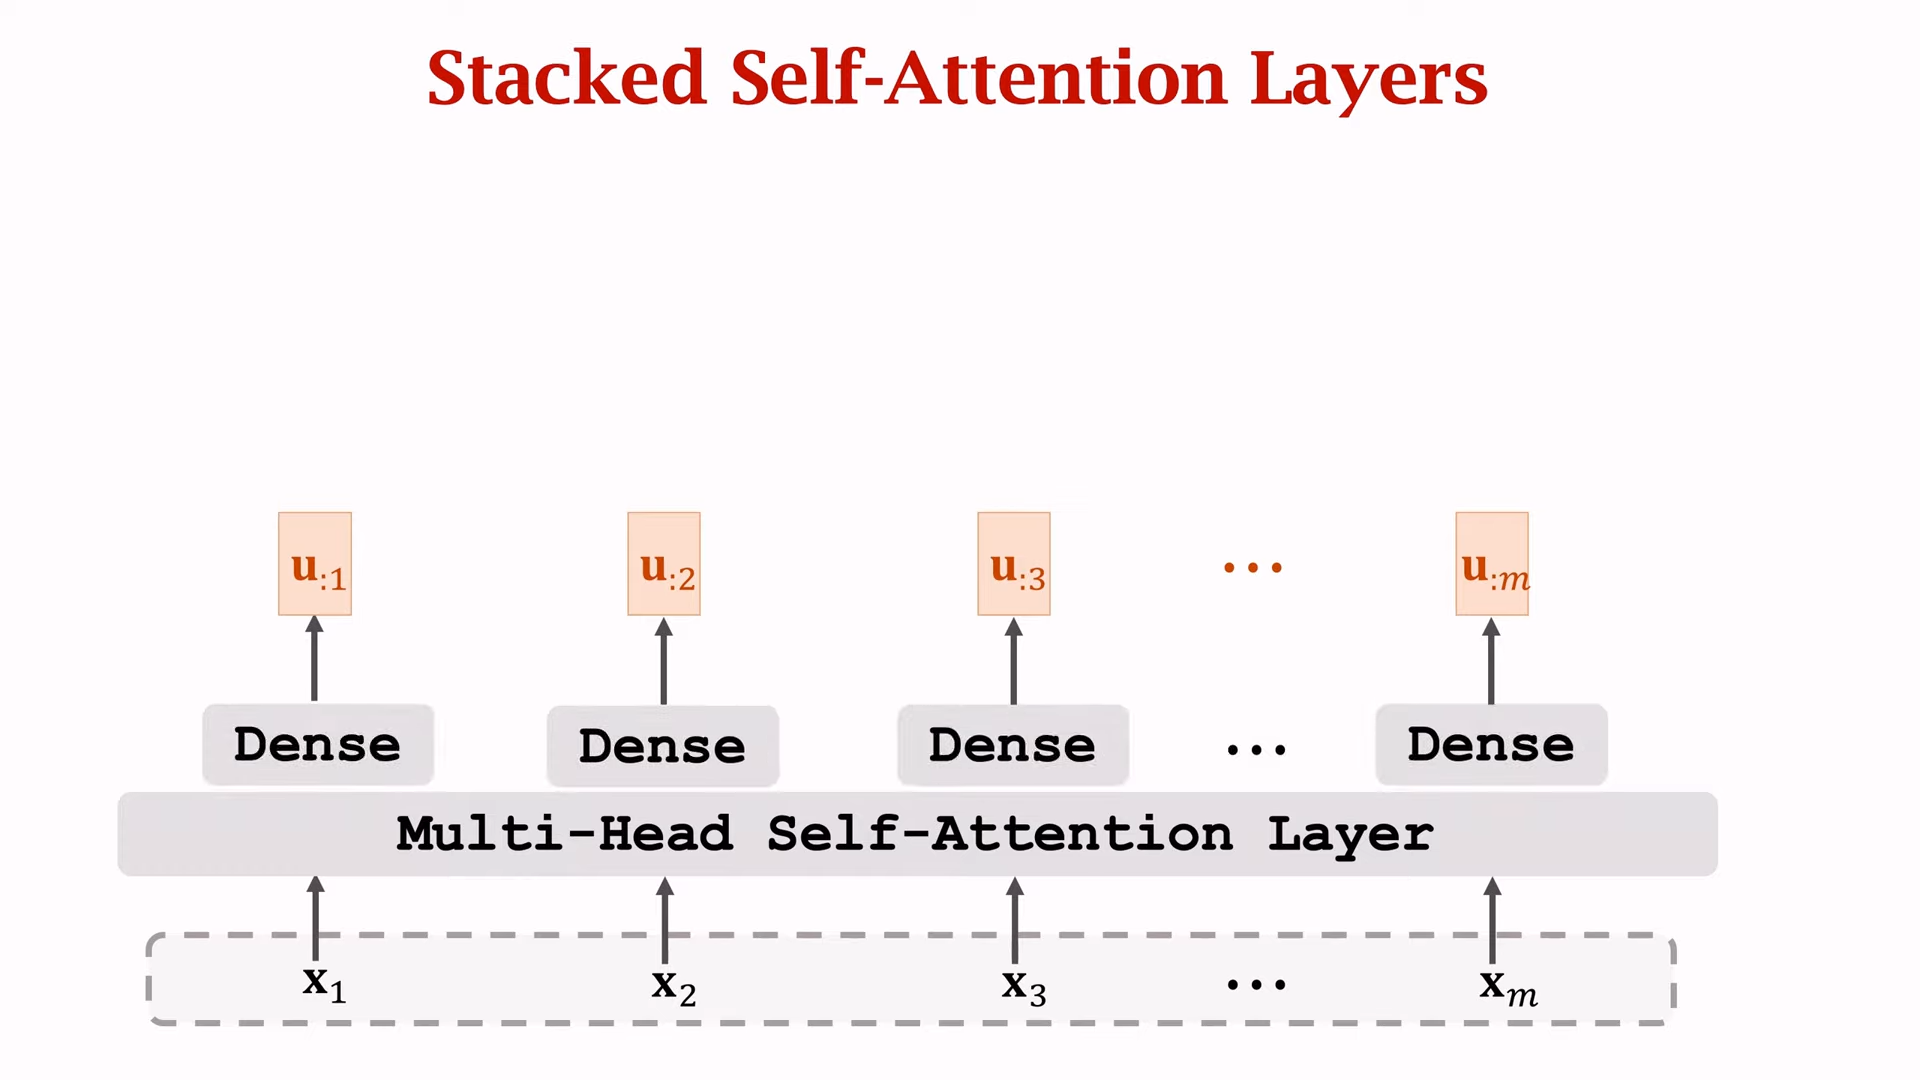 Stacked Self-Attention Layers
u:1 u:2 u:3 ... u:m
Dense Dense Dense ... Dense
Multi-Head Self-Attention Layer
x1 x2 x3 ... xm